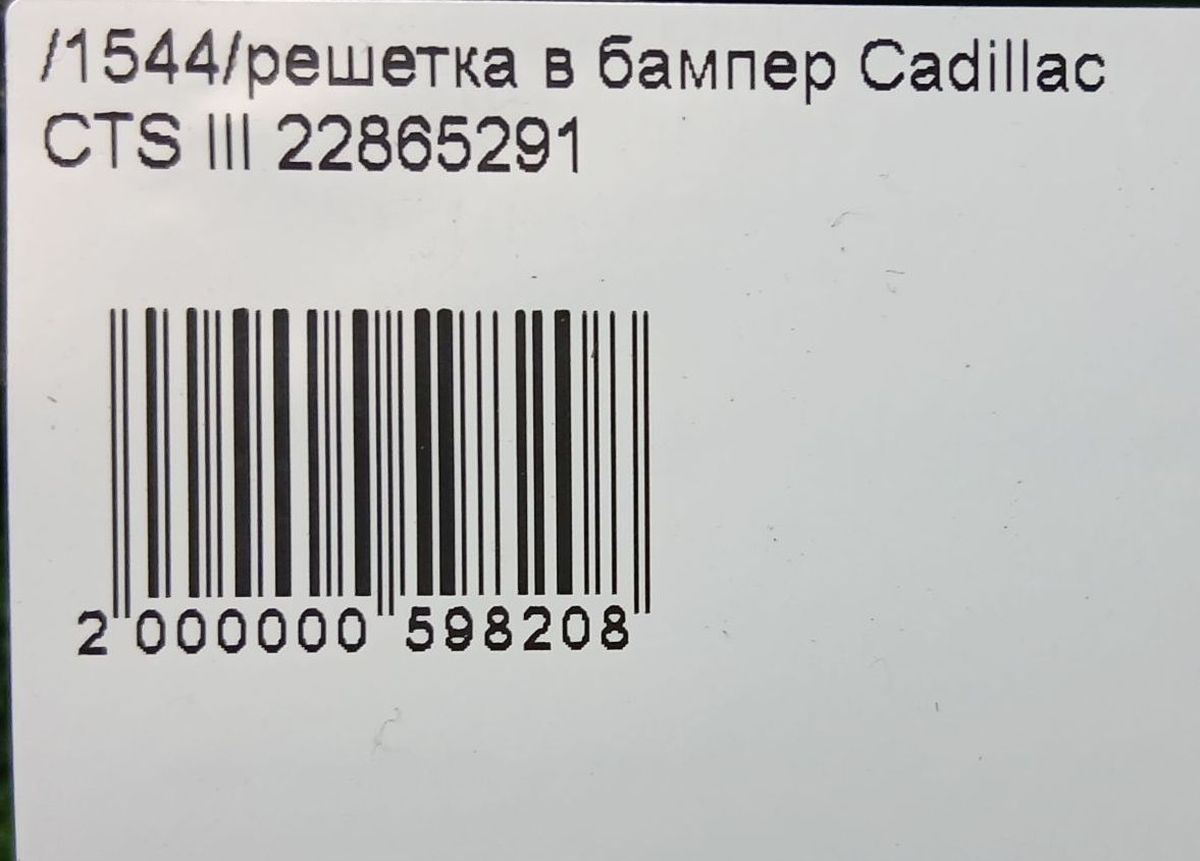 /1544/решетка в бампер Cadillac
CTS III 22865291
2 000000 598208